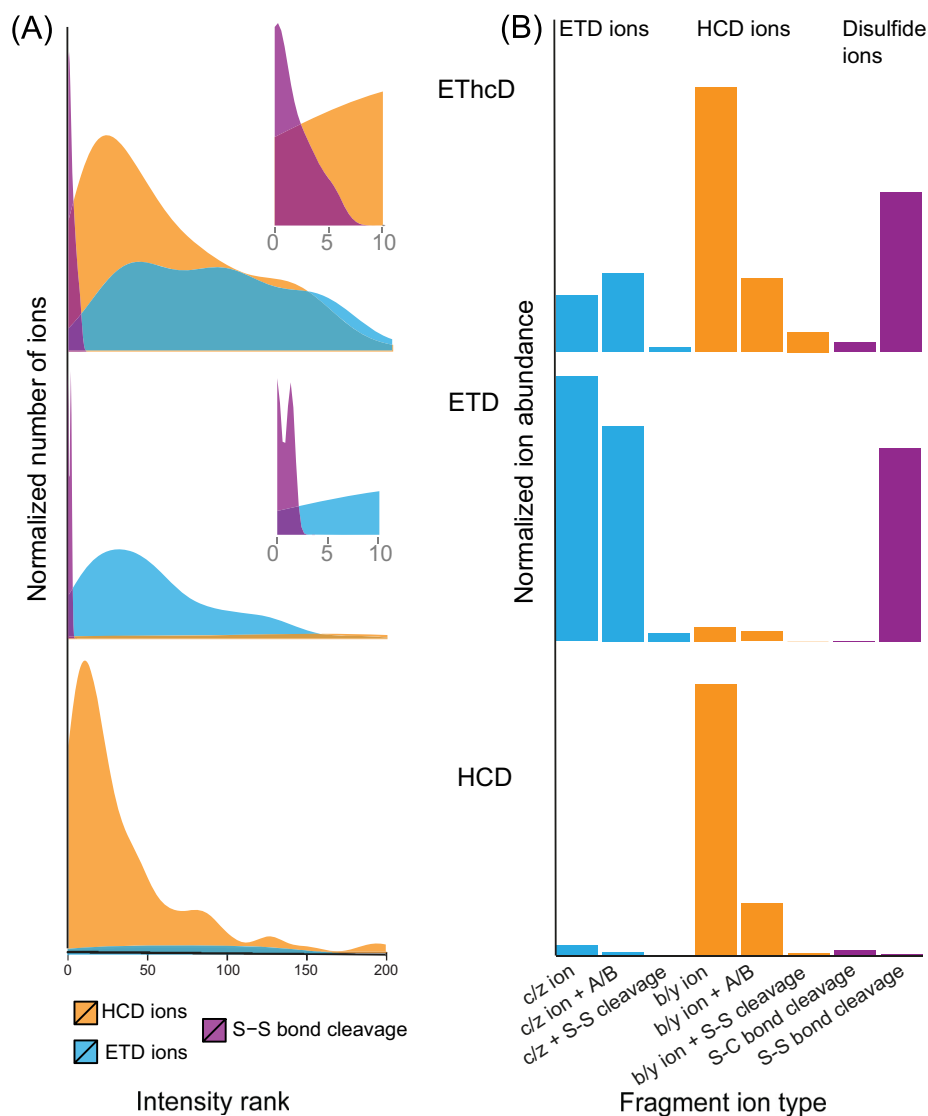 (A)
Normalized number of ions
0
5
10
0
5
10
0
50
100
150
200
HCD ions
ETD ions
S−S bond cleavage
Intensity rank
EThcD
ETD
HCD
(B)
ETD ions
HCD ions
Disulfide
ions
Normalized ion abundance
c/z ion
c/z ion + A/B
c/z + S-S cleavage
b/y ion
b/y ion + A/B
b/y ion + S-S cleavage
S-C bond cleavage
S-S bond cleavage
Fragment ion type